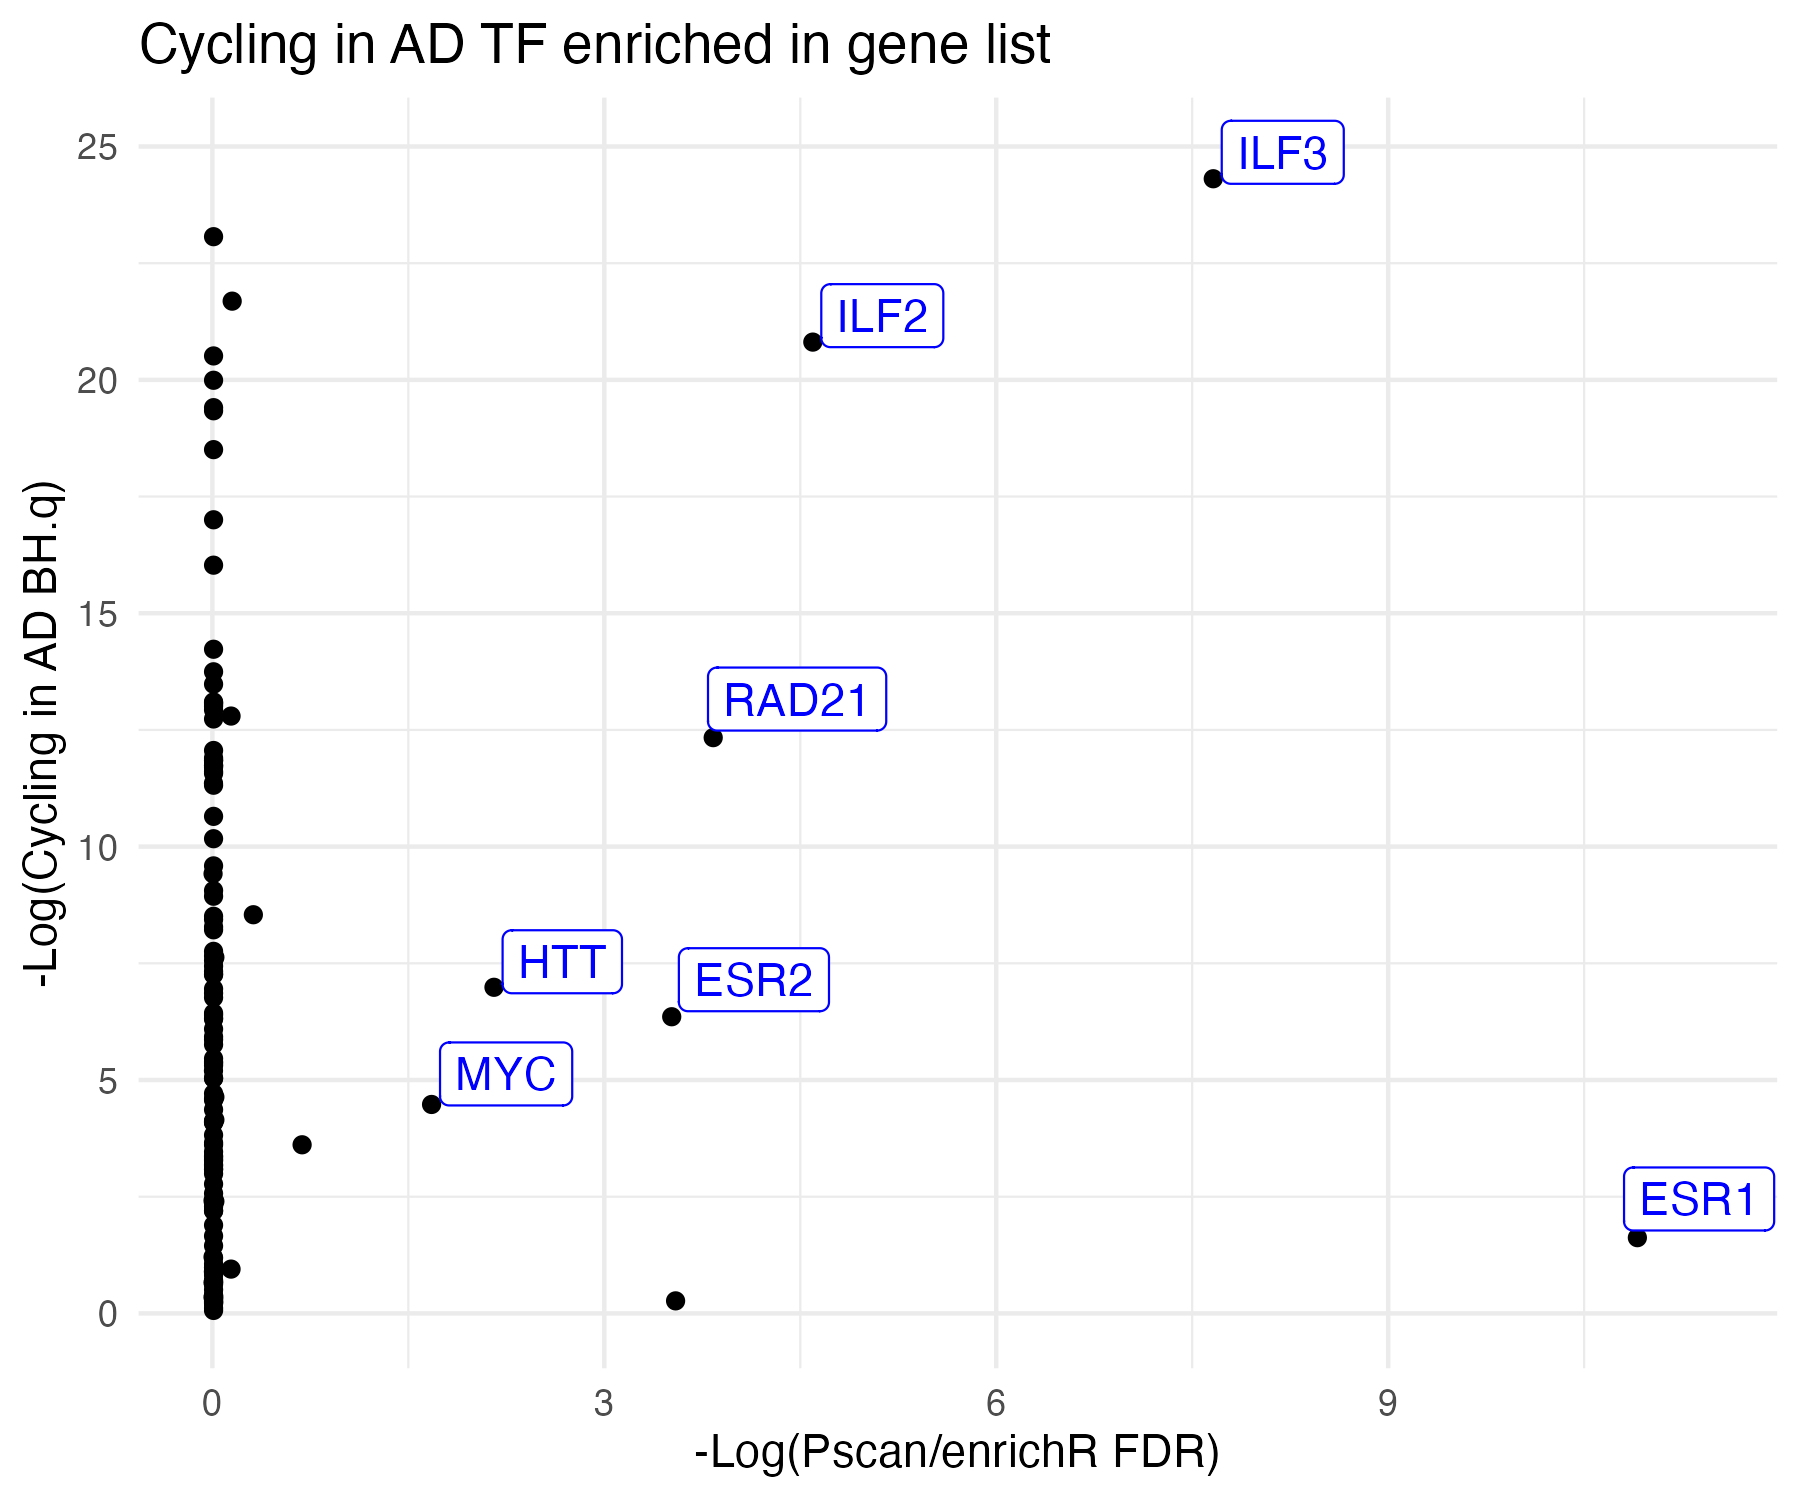 Cycling in AD TF enriched in gene list
25
20
15
10
5
0
-Log(Cycling in AD BH.q)
ILF3
ILF2
RAD21
HTT
ESR2
MYC
ESR1
0 3 6 9
-Log(Pscan/enrichR FDR)